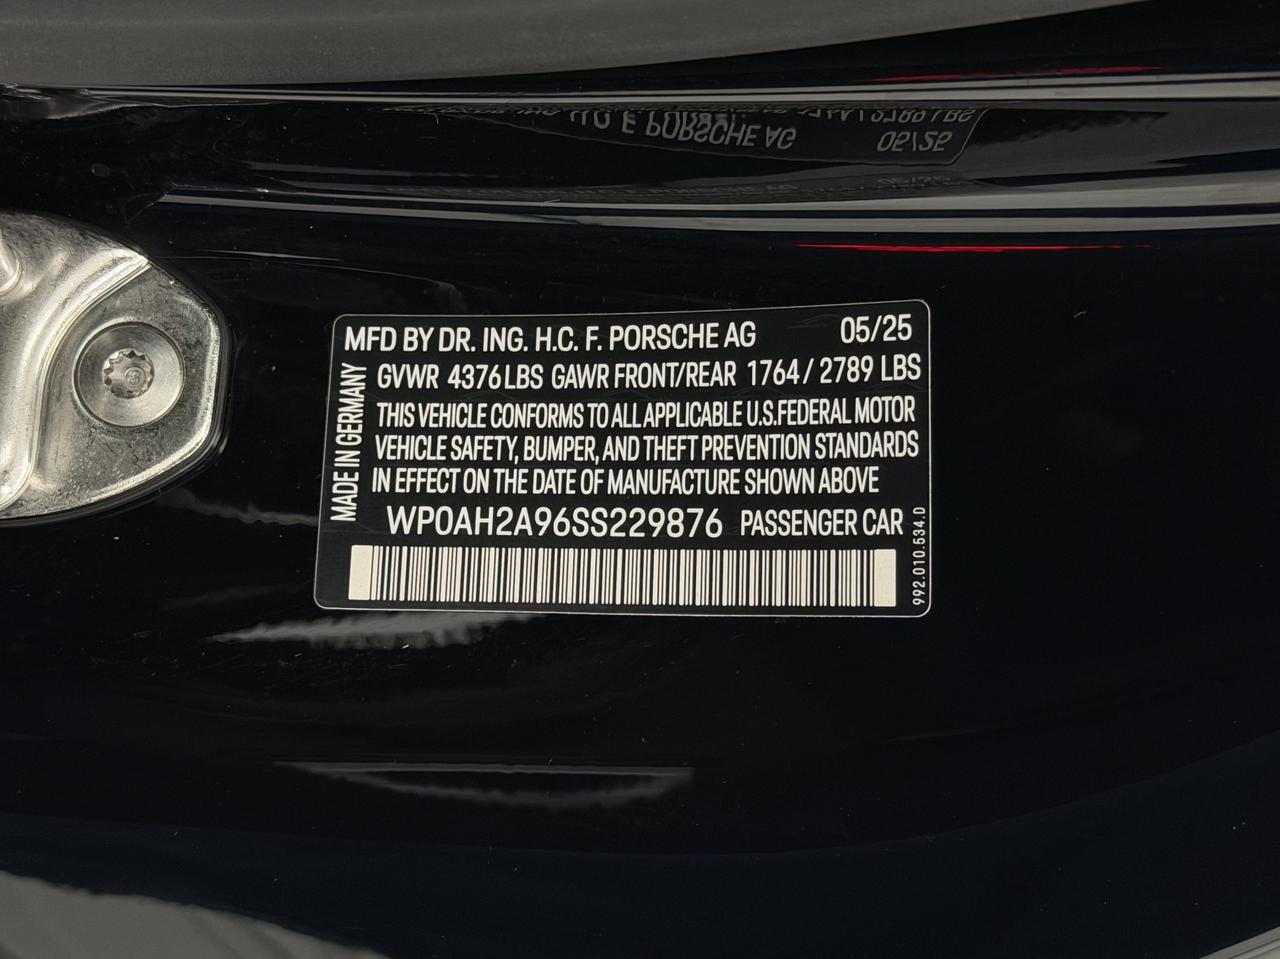 MFD BY DR. ING. H.C. F. PORSCHE AG 05/25
GVWR 4376LBS GAWR FRONT/REAR 1764/2789 LBS
THIS VEHICLE CONFORMS TO ALL APPLICABLE U.S.FEDERAL MOTOR
VEHICLE SAFETY, BUMPER, AND THEFT PREVENTION STANDARDS
IN EFFECT ON THE DATE OF MANUFACTURE SHOWN ABOVE
WP0AH2A96SS229876 PASSENGER CAR
MADE IN GERMANY
992.010.534.D